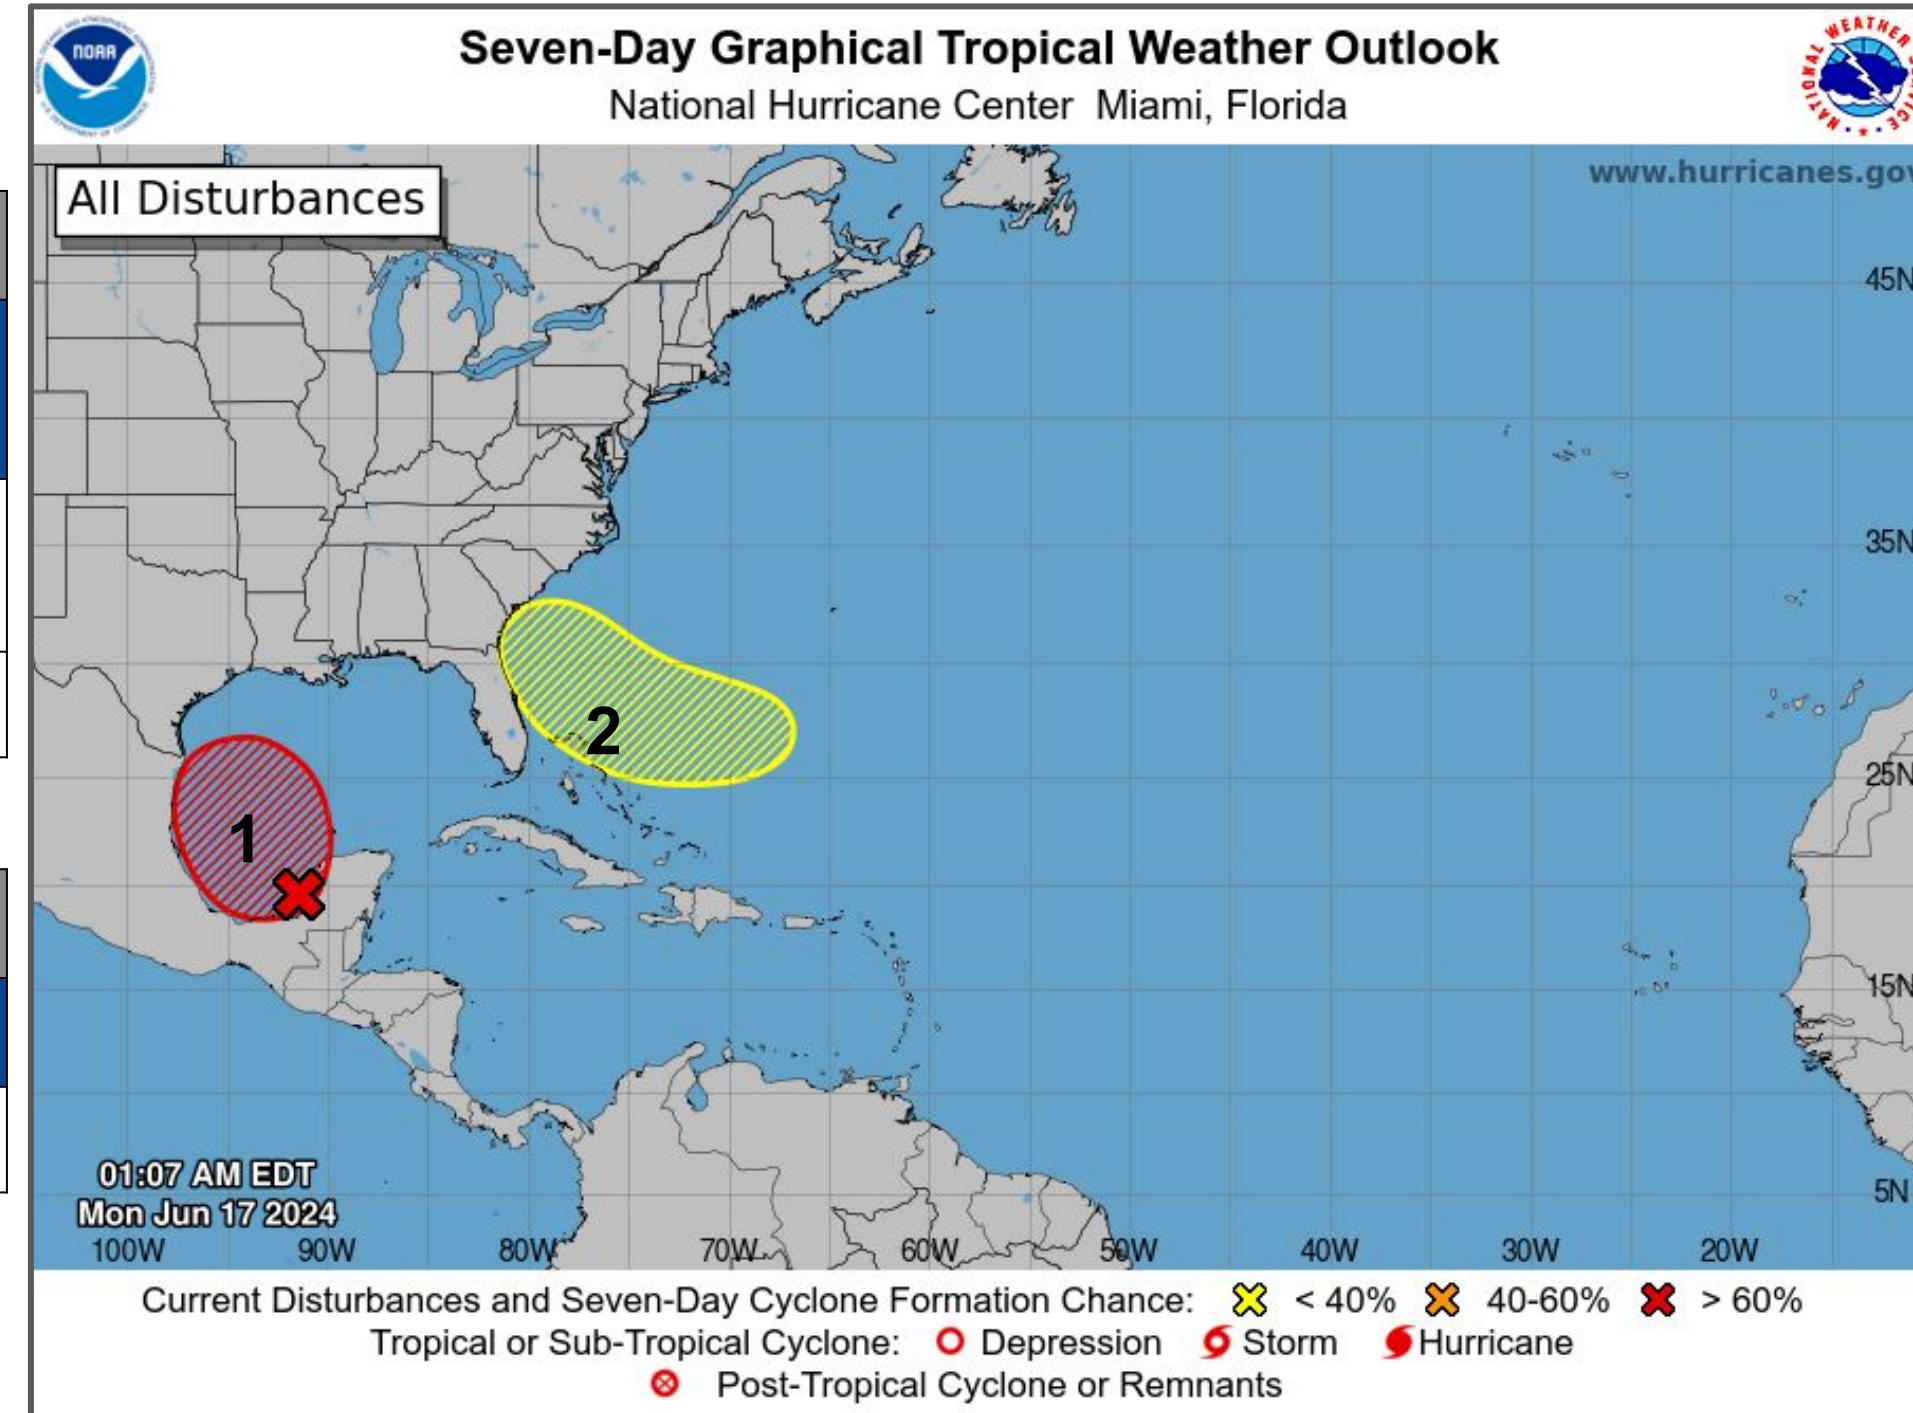 NOAA
Seven-Day Graphical Tropical Weather Outlook
National Hurricane Center Miami, Florida
All Disturbances
www.hurricanes.gov
45N
35N
2
25N
1
15N
01:07 AM EDT
5N
Mon Jun 17 2024
100W 90W 80W 70W 60W 50W 40W 30W 20W
Current Disturbances and Seven-Day Cyclone Formation Chance: < 40% 40-60% > 60%
Tropical or Sub-Tropical Cyclone: Depression Storm Hurricane
Post-Tropical Cyclone or Remnants